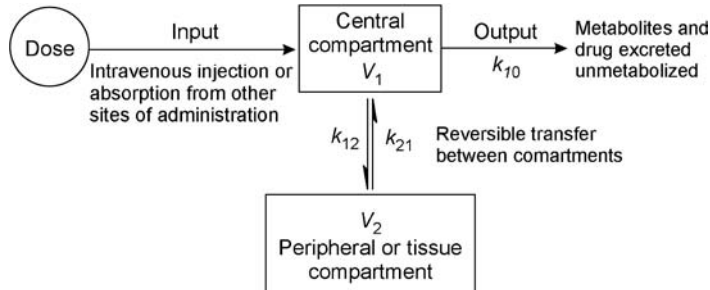 Dose
Input
Intravenous injection or
absorption from other
sites of administration
Central
compartment
V1
Output
k10
Metabolites and
drug excreted
unmetabolized
k12
k21
Reversible transfer
between comartments
V2
Peripheral or tissue
compartment